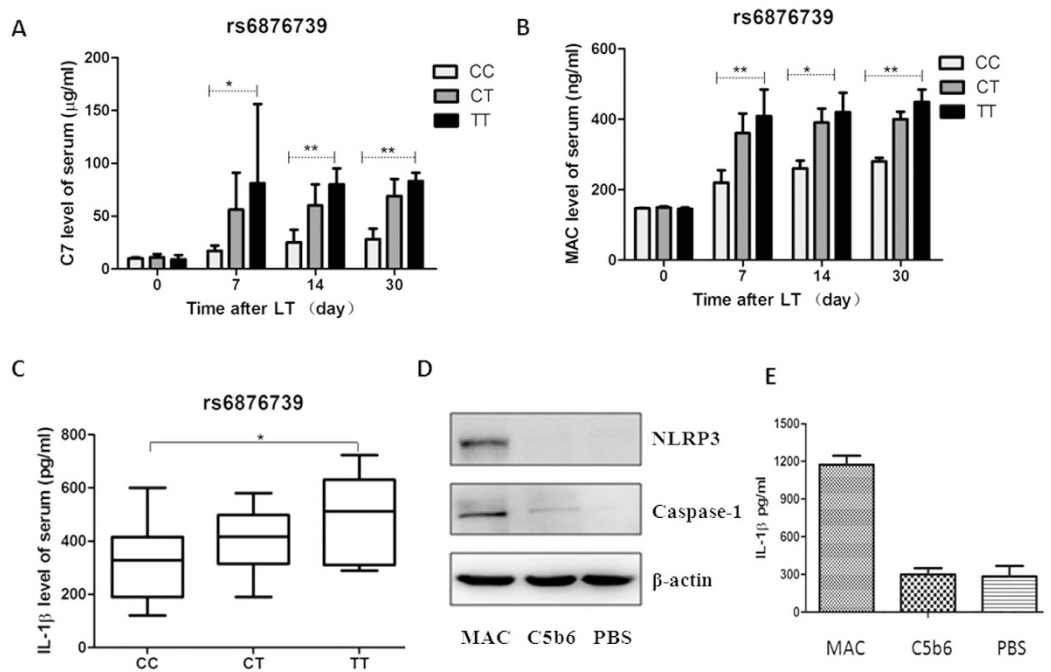 A
rs6876739
C7 level of serum (μg/ml)
200
150
100
50
0
*
**
**
CC
CT
TT
0 7 14 30
Time after LT （day）
B
rs6876739
MAC level of serum (ng/ml)
600
400
200
0
**
*
**
CC
CT
TT
0 7 14 30
Time after LT （day）
C
rs6876739
IL-1β level of serum (pg/ml)
800
600
400
200
0
*
CC CT TT
D
NLRP3
Caspase-1
β-actin
MAC C5b6 PBS
E
IL-1β pg/ml
1500
1200
900
600
300
0
MAC C5b6 PBS